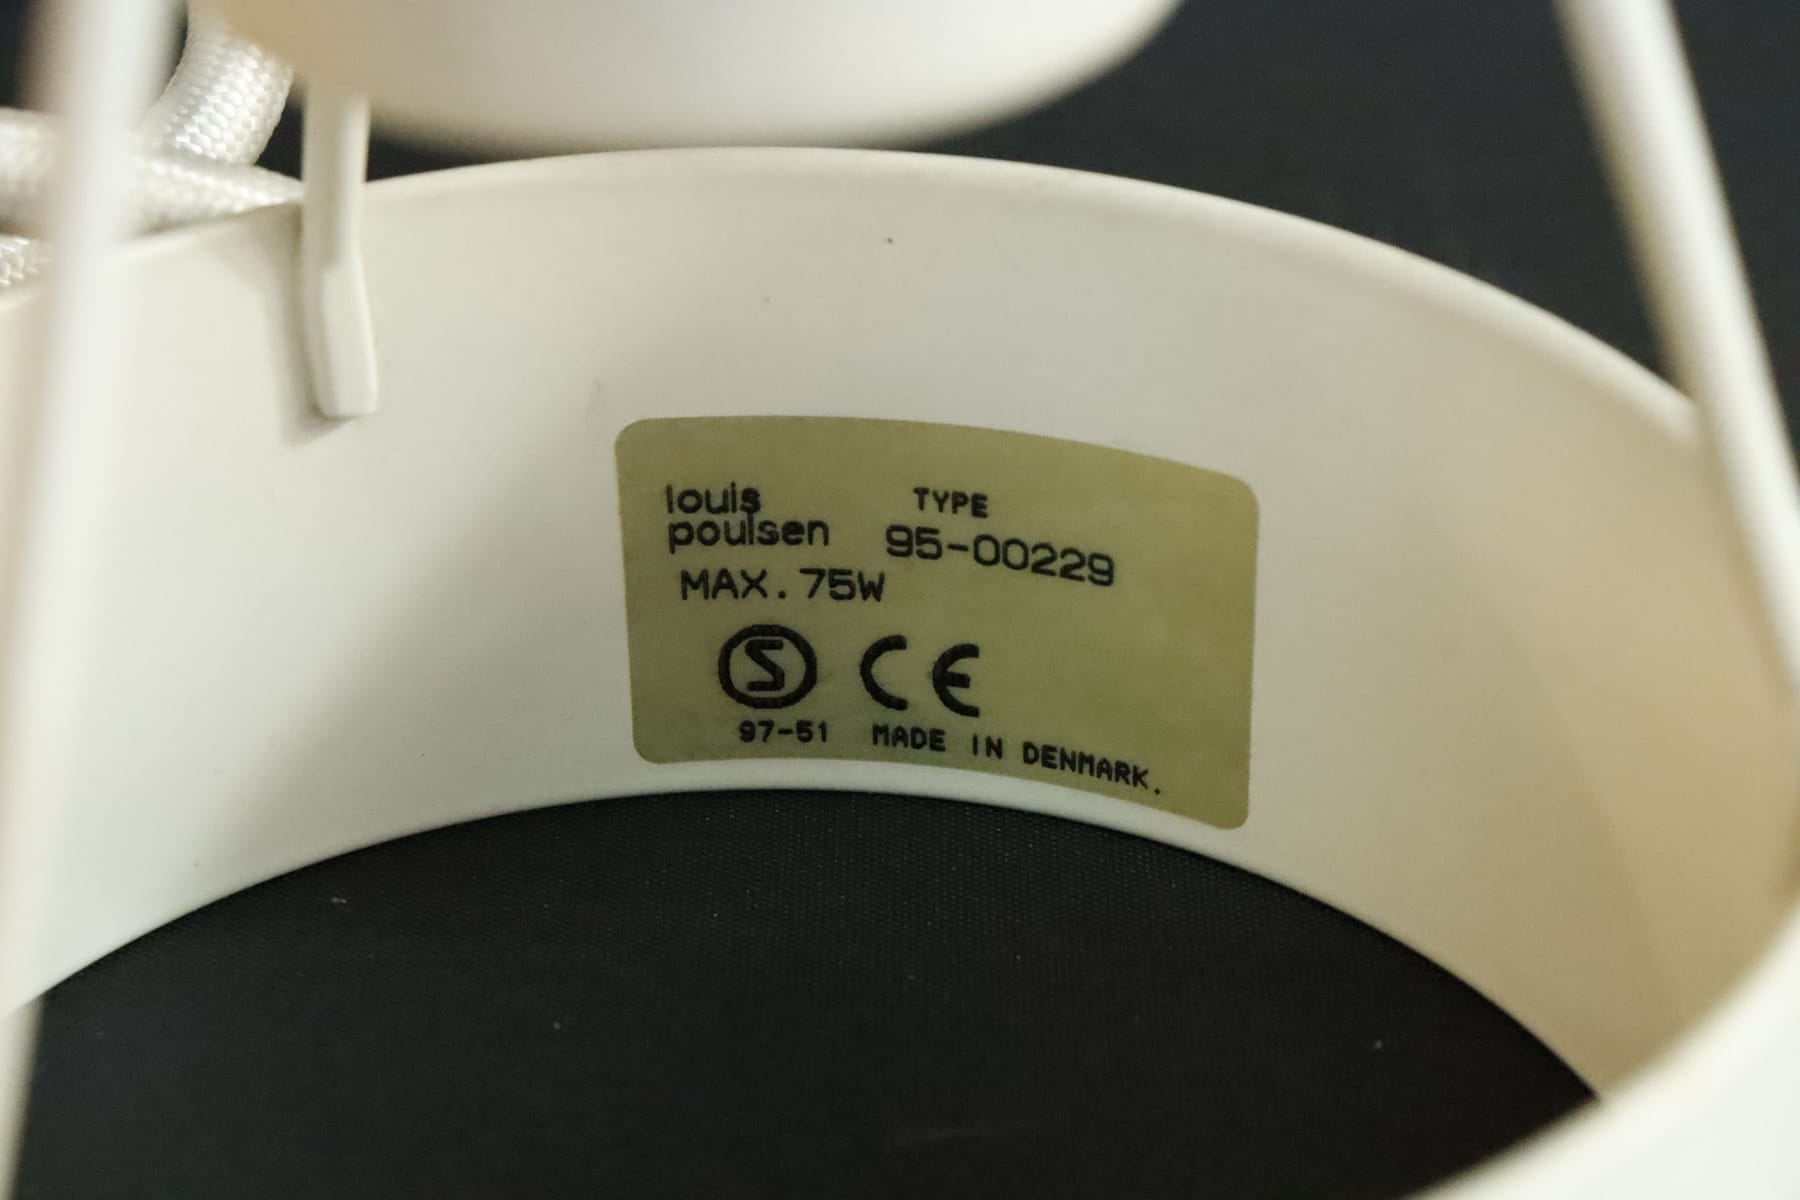 louis TYPE
poulsen 95-00229
MAX. 75W
S CE
97-51 MADE IN DENMARK.